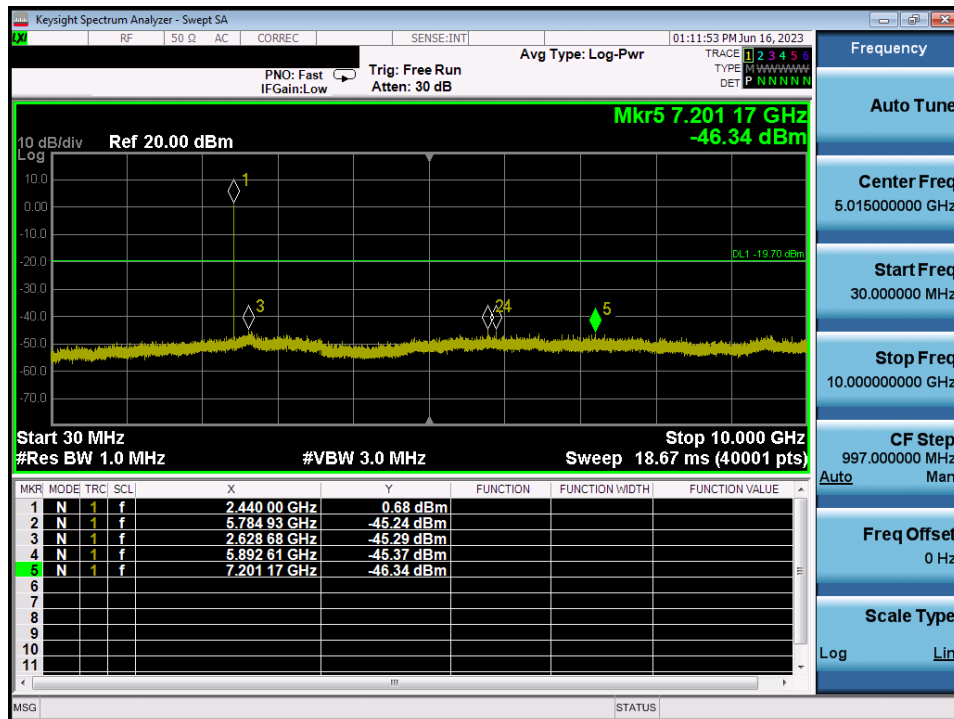 Keysight Spectrum Analyzer - Swept SA
LXI RF 50 Ω AC CORREC SENSE:INT 01:11:53 PM Jun 16, 2023
PNO: Fast
IFGain:Low
Trig: Free Run
Atten: 30 dB
Avg Type: Log-Pwr
TRACE 1 2 3 4 5 6
TYPE M WWWWW
DET P N N N N N
Mkr5 7.201 17 GHz
-46.34 dBm
10 dB/div Ref 20.00 dBm
Log
10.0
0.00
-10.0
-20.0
-30.0
-40.0
-50.0
-60.0
-70.0
1
DL1 -19.70 dBm
3
2 4
5
Start 30 MHz Stop 10.000 GHz
#Res BW 1.0 MHz #VBW 3.0 MHz Sweep 18.67 ms (40001 pts)
MKR MODE TRC SCL X Y FUNCTION FUNCTION WIDTH FUNCTION VALUE
1 N 1 f 2.440 00 GHz 0.68 dBm
2 N 1 f 5.784 93 GHz -45.24 dBm
3 N 1 f 2.628 68 GHz -45.29 dBm
4 N 1 f 5.892 61 GHz -45.37 dBm
5 N 1 f 7.201 17 GHz -46.34 dBm
6
7
8
9
10
11
MSG STATUS
Frequency
Auto Tune
Center Freq
5.015000000 GHz
Start Freq
30.000000 MHz
Stop Freq
10.000000000 GHz
CF Step
997.000000 MHz
Auto Man
Freq Offset
0 Hz
Scale Type
Log Lin